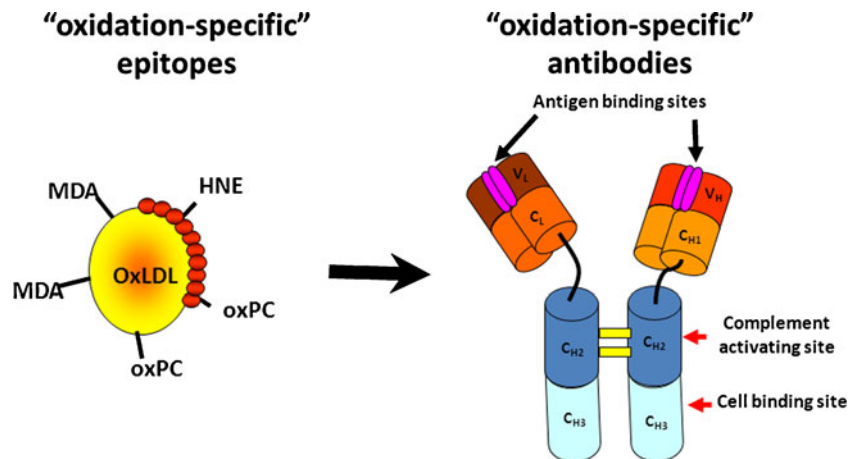 “oxidation-specific”
epitopes
MDA
HNE
MDA
OxLDL
oxPC
oxPC
“oxidation-specific”
antibodies
Antigen binding sites
VL
CL
VH
CH1
CH2
CH2
Complement
activating site
CH3
CH3
Cell binding site